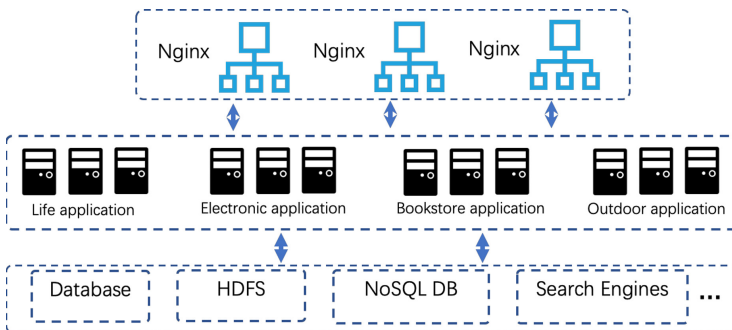 Nginx
Nginx
Nginx
Life application
Electronic application
Bookstore application
Outdoor application
Database
HDFS
NoSQL DB
Search Engines
...